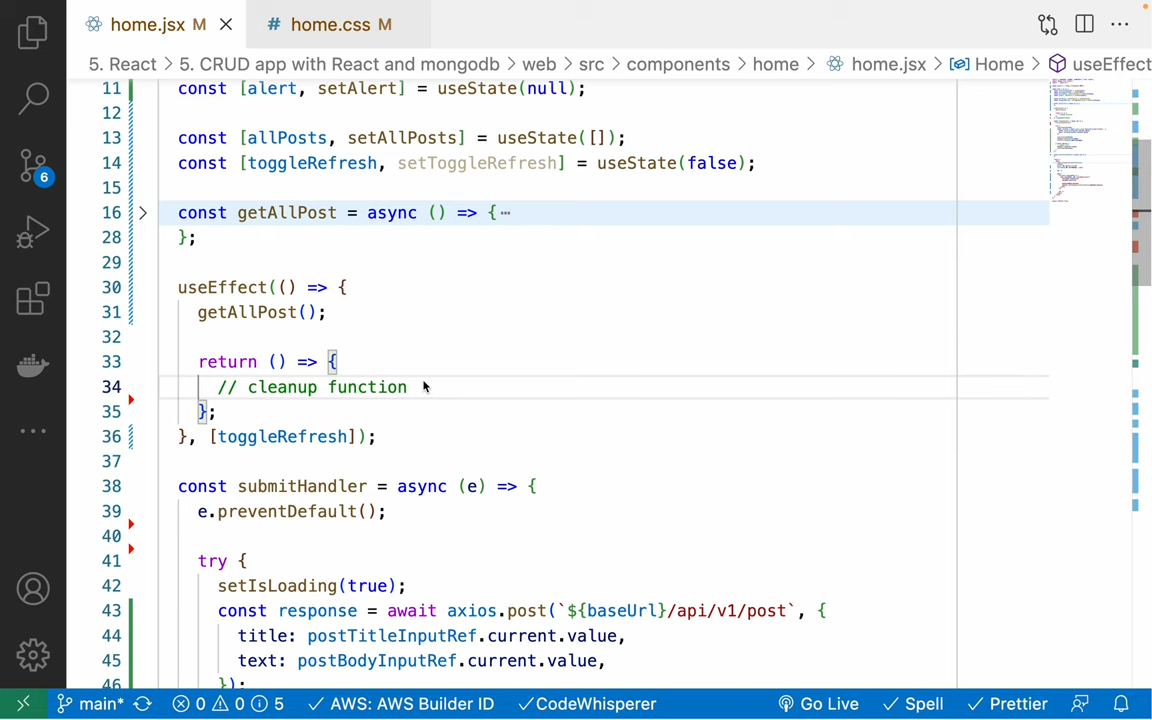 home.jsx M
# home.css M
5. React > 5. CRUD app with React and mongodb > web > src > components > home > home.jsx > Home > useEffect
11 const [alert, setAlert] = useState(null);
12
13 const [allPosts, setAllPosts] = useState([]);
14 const [toggleRefresh, setToggleRefresh] = useState(false);
15
16 const getAllPost = async () => {⋯
28 };
29
30 useEffect(() => {
31 getAllPost();
32
33 return () => {
34 // cleanup function
35 };
36 }, [toggleRefresh]);
37
38 const submitHandler = async (e) => {
39 e.preventDefault();
40
41 try {
42 setIsLoading(true);
43 const response = await axios.post(`${baseUrl}/api/v1/post`, {
44 title: postTitleInputRef.current.value,
45 text: postBodyInputRef.current.value,
46 });
6
main* 0 0 5 AWS: AWS Builder ID CodeWhisperer Go Live Spell Prettier